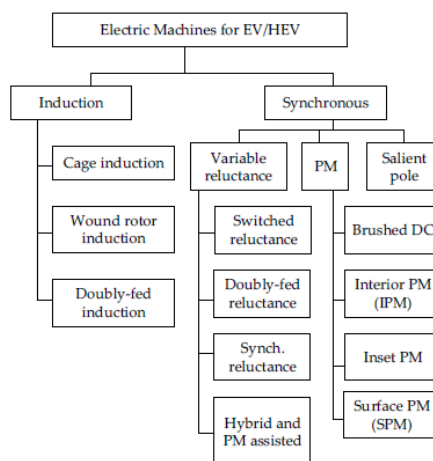 Electric Machines for EV/HEV
Induction
Synchronous
Cage induction
Wound rotor
induction
Doubly-fed
induction
Variable
reluctance
PM
Salient
pole
Switched
reluctance
Doubly-fed
reluctance
Synch.
reluctance
Hybrid and
PM assisted
Brushed DC
Interior PM
(IPM)
Inset PM
Surface PM
(SPM)